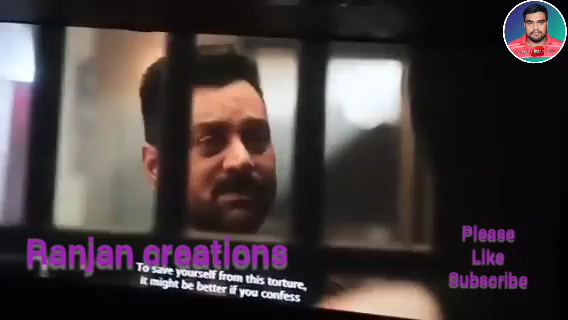 Ranjan creations
To save yourself from this torture,
it might be better if you confess
Please
Like
Subscribe